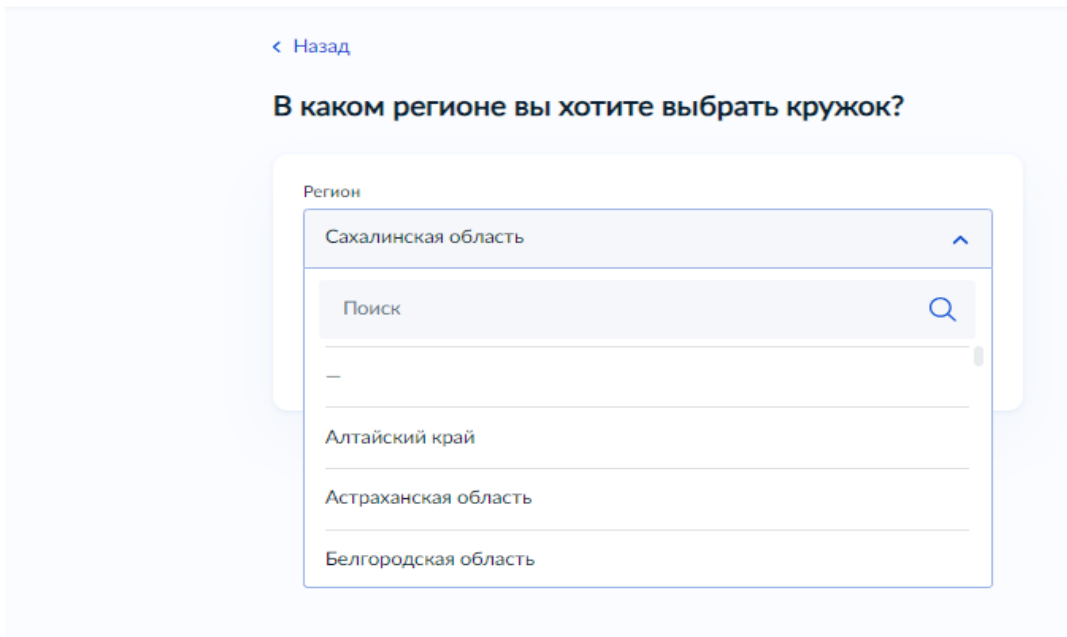 Назад
В каком регионе вы хотите выбрать кружок?
Регион
Сахалинская область
Поиск
—
Алтайский край
Астраханская область
Белгородская область